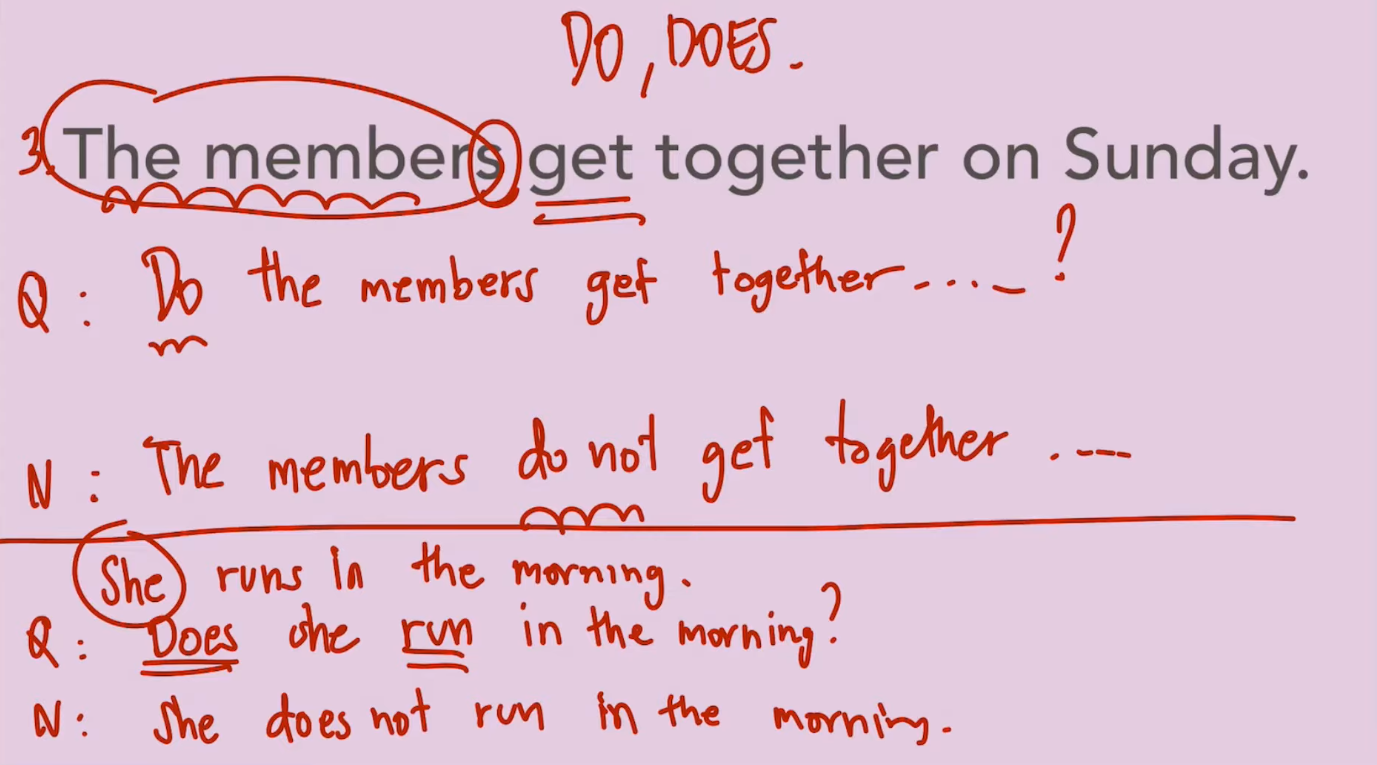 DO, DOES.
3. The members get together on Sunday.
Q: Do the members get together ....._?
N: The members do not get together .----
She runs in the morning.
Q: Does she run in the morning?
N: She does not run in the morning.